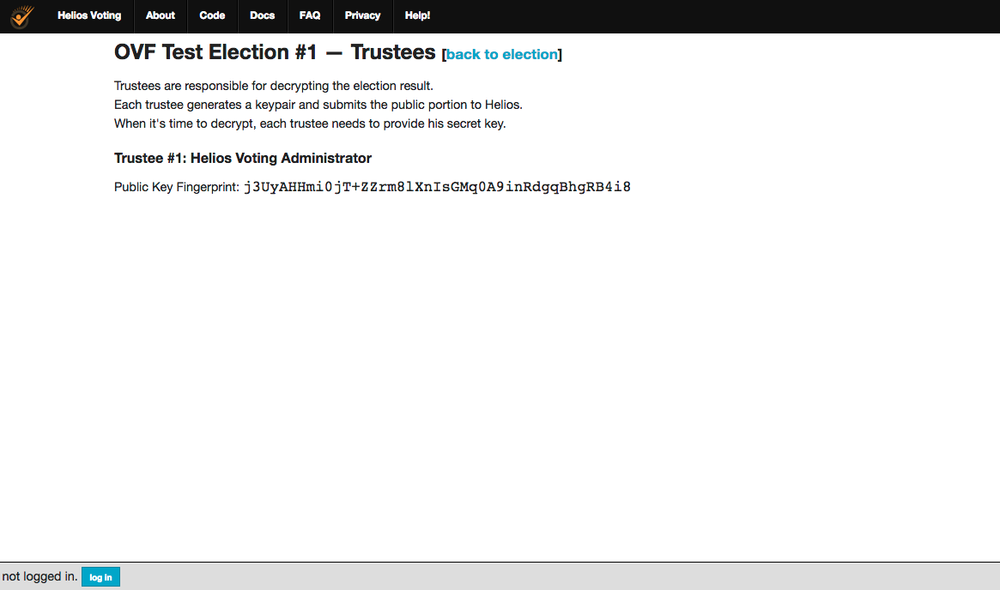 Helios Voting About Code Docs FAQ Privacy Help!
OVF Test Election #1 — Trustees [back to election]
Trustees are responsible for decrypting the election result.
Each trustee generates a keypair and submits the public portion to Helios.
When it's time to decrypt, each trustee needs to provide his secret key.
Trustee #1: Helios Voting Administrator
Public Key Fingerprint: j3UyAHHmi0jT+ZZrm8lXnIsGMq0A9inRdgqBhgRB4i8
not logged in. log in